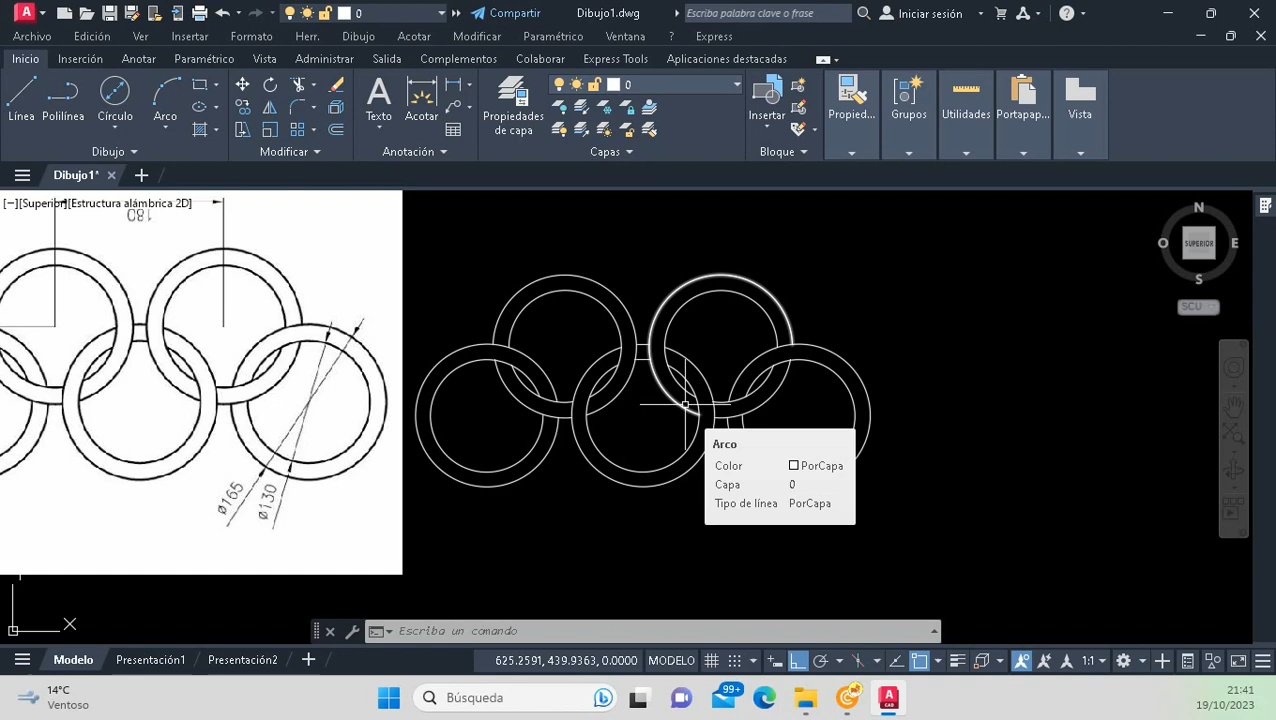 0 Compartir Dibujo1.dwg Escriba palabra clave o frase Iniciar sesión
Archivo Edición Ver Insertar Formato Herr. Dibujo Acotar Modificar Paramétrico Ventana ? Express
Inicio Inserción Anotar Paramétrico Vista Administrar Salida Complementos Colaborar Express Tools Aplicaciones destacadas
0
Línea Polilínea Círculo Arco Texto Acotar Propiedades de capa Insertar Propied... Grupos Utilidades Portapap... Vista
Dibujo Modificar Anotación Capas Bloque
Dibujo1*
[−][Superior][Estructura alámbrica 2D]
180
N
O SUPERIOR E
S
SCU
Arco
Color PorCapa
Capa 0
Tipo de línea PorCapa
ø165
ø130
X
Escriba un comando
Modelo Presentación1 Presentación2 625.2591, 439.9363, 0.0000 MODELO 1:1
14°C
Ventoso
Búsqueda
99+
CAD
21:41
19/10/2023